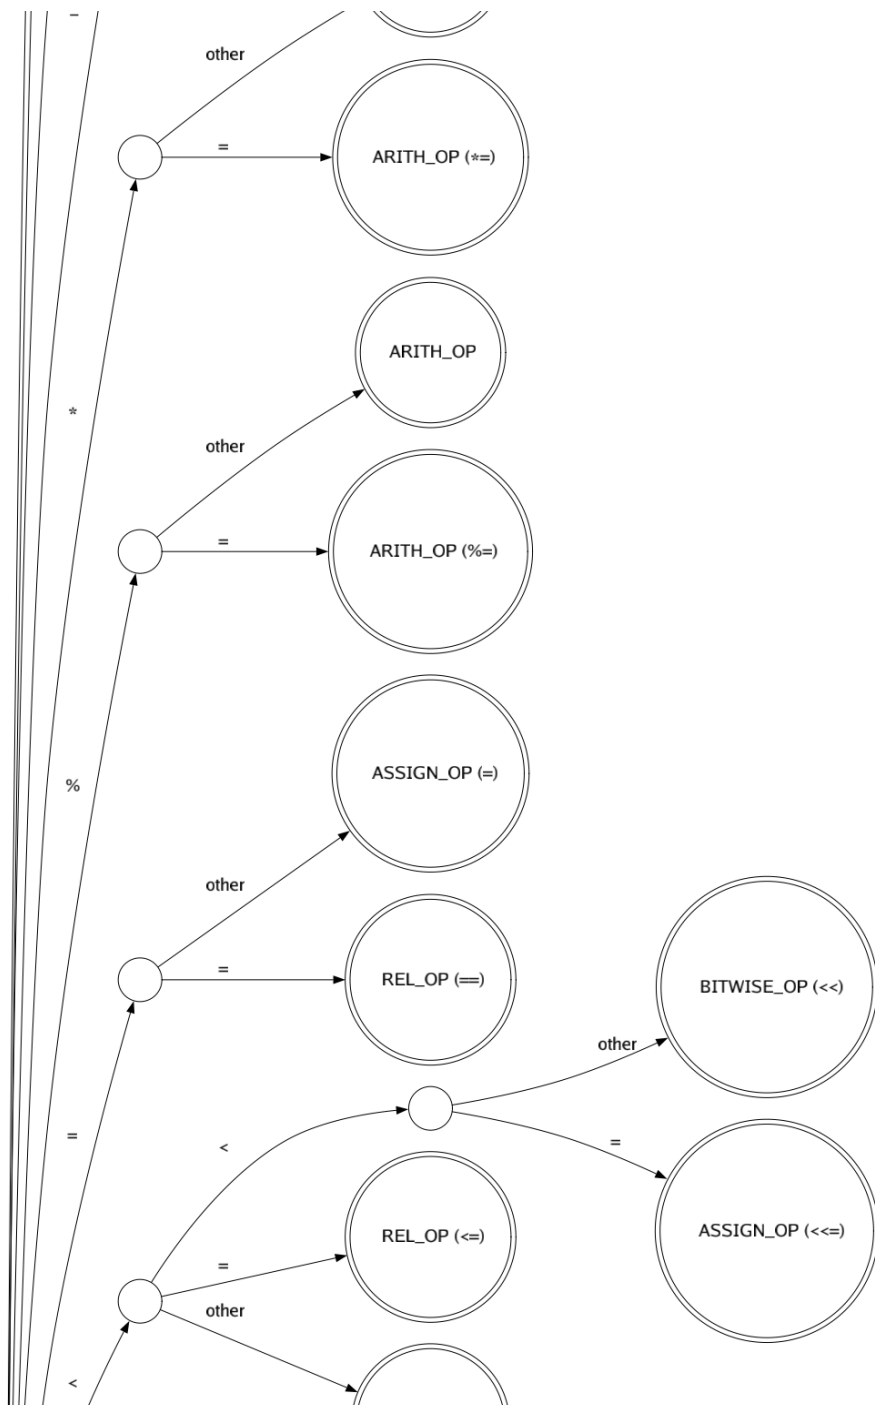 –
other
=
ARITH_OP (*=)
ARITH_OP
*
other
=
ARITH_OP (%=)
ASSIGN_OP (=)
%
other
=
REL_OP (==)
BITWISE_OP (<<)
other
=
<
=
ASSIGN_OP (<<=)
REL_OP (<=)
=
other
<